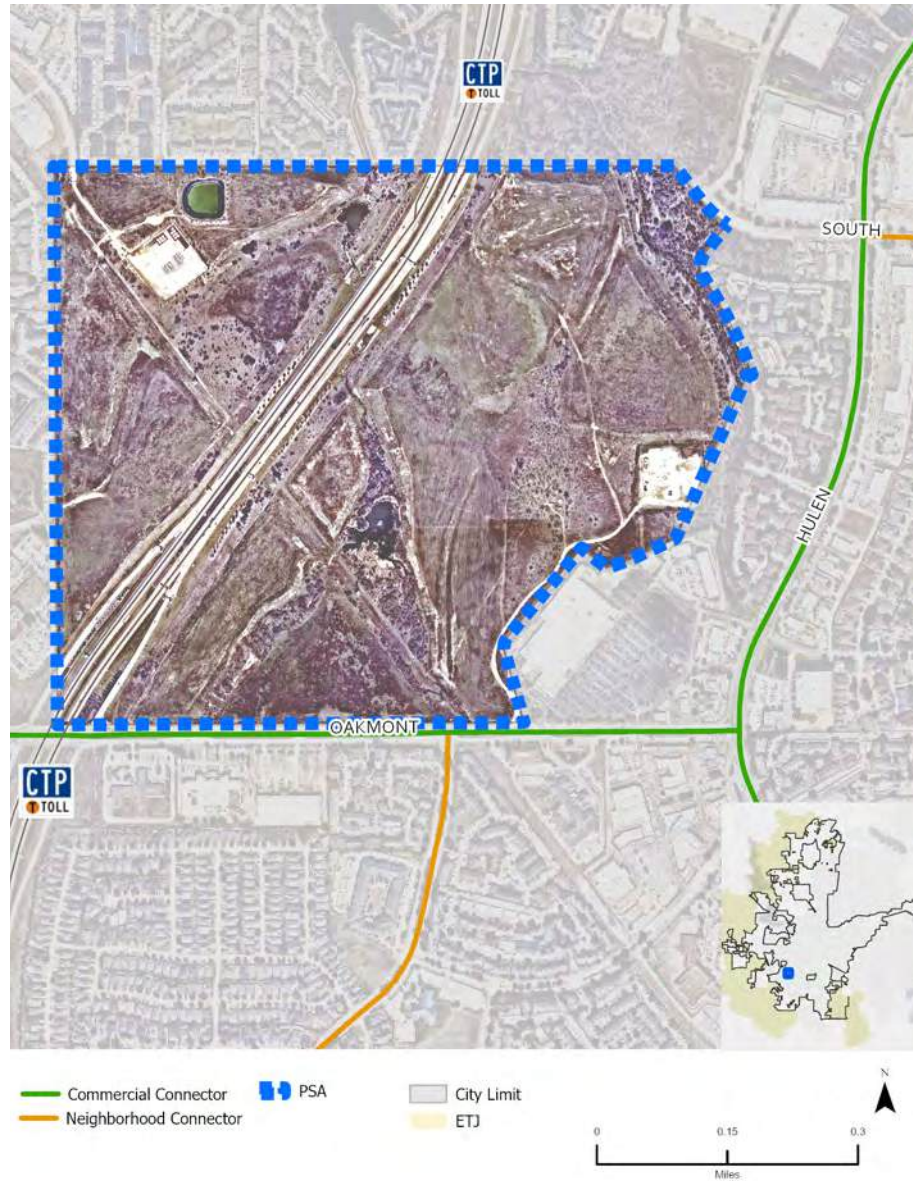 CTP
T TOLL
SOUTH
HULEN
OAKMONT
CTP
T TOLL
Commercial Connector
PSA
City Limit
N
Neighborhood Connector
ETJ
0
0.15
0.3
Miles